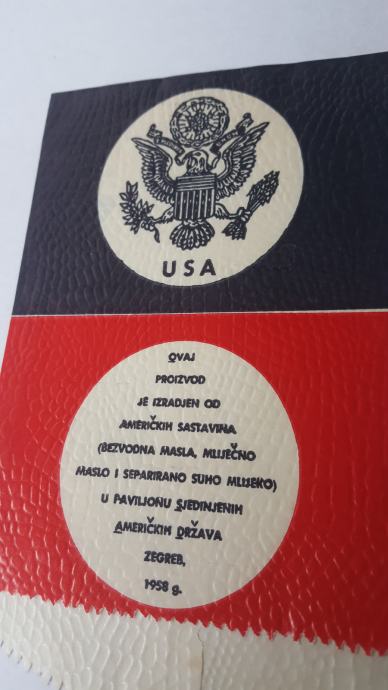 USA
OVAJ
PROIZVOD
JE IZRADJEN OD
AMERIČKIH SASTAVINA
(BEZVODNA MASLA, MLIJEČNO
MASLO I SEPARIRANO SUHO MLIJEKO)
U PAVILJONU SJEDINJENIH
AMERIČKIH DRŽAVA
ZEGREB,
1958 g.